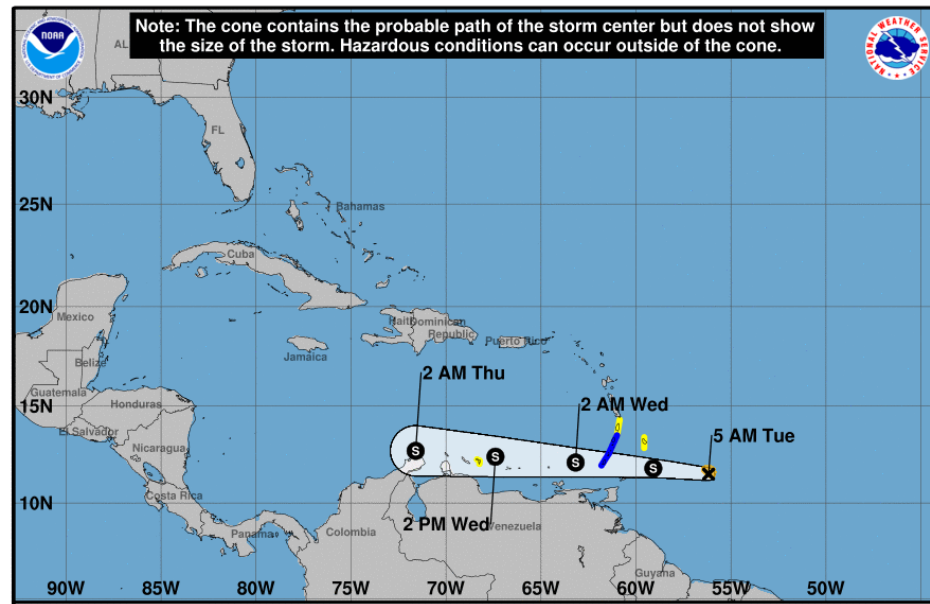 Note: The cone contains the probable path of the storm center but does not show
the size of the storm. Hazardous conditions can occur outside of the cone.
NOAA
NATIONAL WEATHER SERVICE
AL
30N
FL
25N
Bahamas
Cuba
20N
Mexico
Haiti
Dominican
Republic
Puerto Rico
Jamaica
Belize
2 AM Thu
2 AM Wed
Guatemala
15N
Honduras
5 AM Tue
El Salvador
Nicaragua
S
S
S
S
Costa Rica
10N
2 PM Wed
Venezuela
Panama
Colombia
Guyana
90W
85W
80W
75W
70W
65W
60W
55W
50W